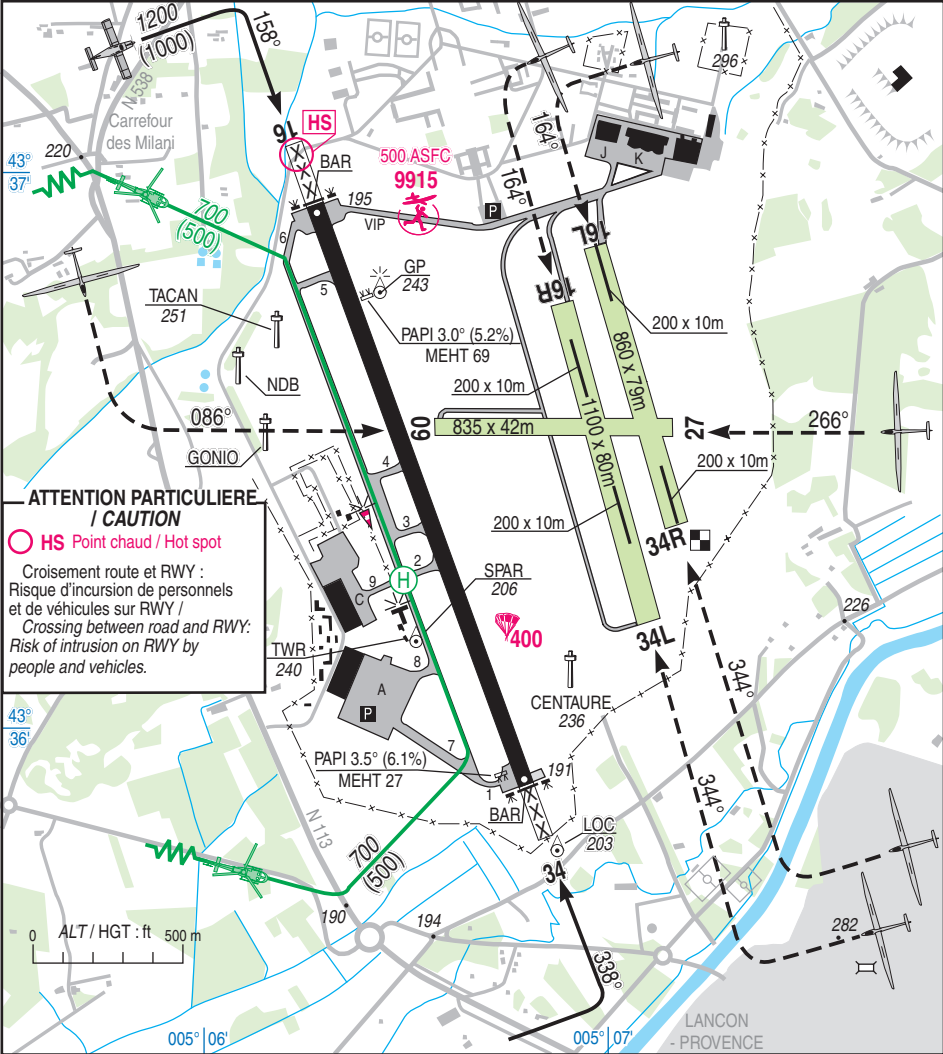 1200
(1000)
158°
N 538
Carrefour
des Milani
220
43°
37'
16
HS
BAR
500 ASFC
9915
195
VIP
P
J
K
296
164°
164°
16L
16R
700
(500)
6
5
GP
243
TACAN
251
PAPI 3.0° (5.2%)
MEHT 69
NDB
200 x 10m
200 x 10m
860 x 79m
1100 x 80m
086°
GONIO
09
835 x 42m
27
266°
200 x 10m
200 x 10m
4
3
2
9
C
H
ATTENTION PARTICULIERE
/ CAUTION
HS Point chaud / Hot spot
Croisement route et RWY :
Risque d'incursion de personnels
et de véhicules sur RWY /
Crossing between road and RWY:
Risk of intrusion on RWY by
people and vehicles.
34R
SPAR
206
34L
400
226
TWR
240
8
A
P
CENTAURE
236
344°
344°
43°
36'
PAPI 3.5° (6.1%)
MEHT 27
7
1
191
BAR
LOC
203
34
N 113
700
(500)
190
194
282
338°
ALT / HGT : ft
0
500 m
005° 06'
005° 07'
LANCON
- PROVENCE